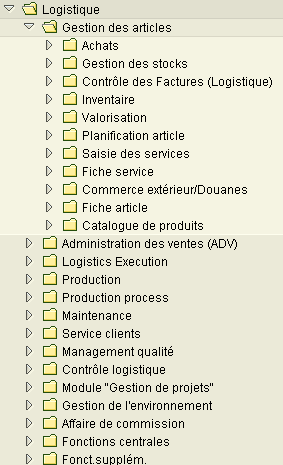 Logistique
Gestion des articles
Achats
Gestion des stocks
Contrôle des Factures (Logistique)
Inventaire
Valorisation
Planification article
Saisie des services
Fiche service
Commerce extérieur/Douanes
Fiche article
Catalogue de produits
Administration des ventes (ADV)
Logistics Execution
Production
Production process
Maintenance
Service clients
Management qualité
Contrôle logistique
Module "Gestion de projets"
Gestion de l'environnement
Affaire de commission
Fonctions centrales
Fonct.supplém.